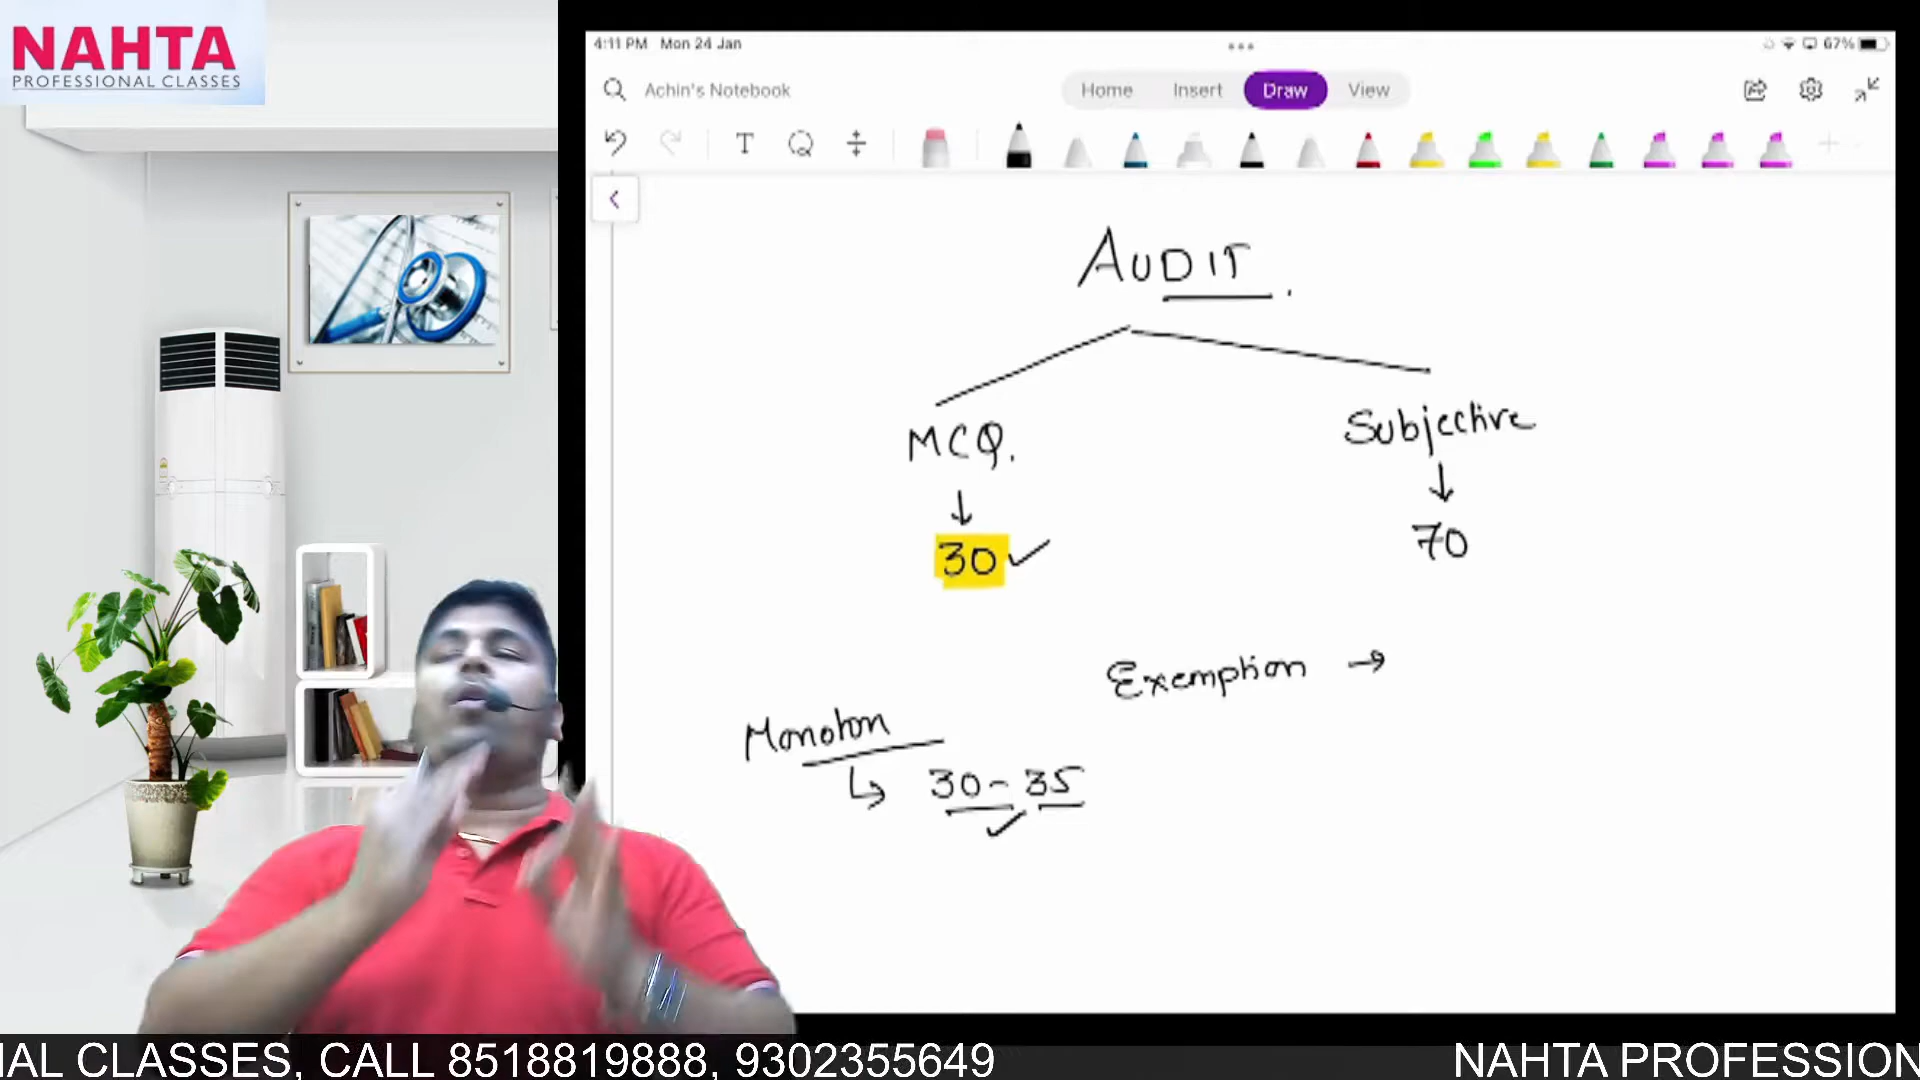 NAHTA
PROFESSIONAL CLASSES
4:11 PM Mon 24 Jan
67%
Achin's Notebook
Home Insert Draw View
T
AUDIT.
MCQ.
Subjective
30
70
Exemption →
Monoton
30 - 35
NAL CLASSES, CALL 8518819888, 9302355649 NAHTA PROFESSION